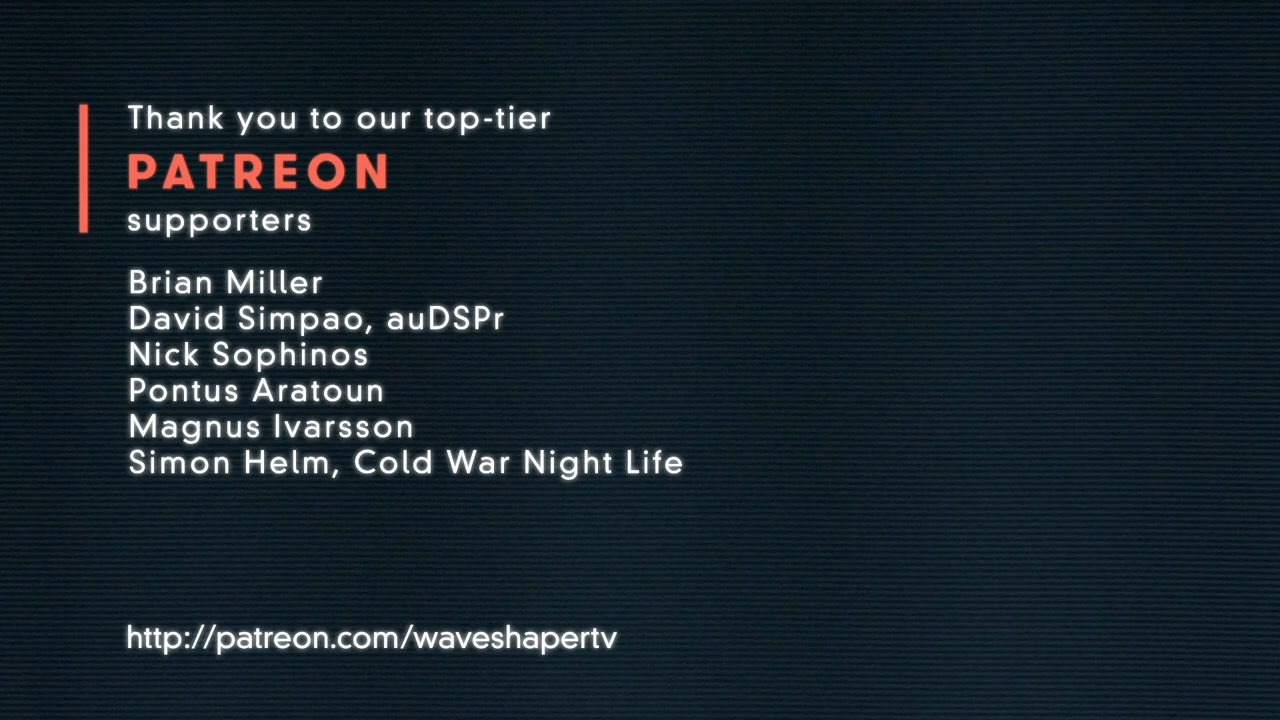 Thank you to our top-tier
PATREON
supporters
Brian Miller
David Simpao, auDSPr
Nick Sophinos
Pontus Aratoun
Magnus Ivarsson
Simon Helm, Cold War Night Life
http://patreon.com/waveshapertv